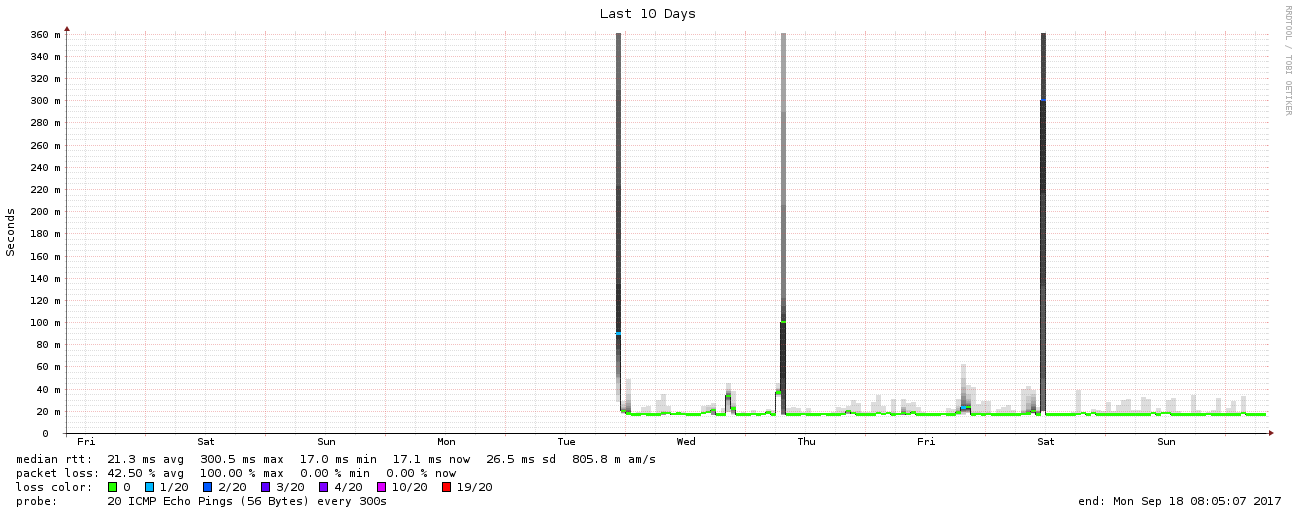 Last 10 Days
RRDTOOL / TOBI OETIKER
Seconds
360 m
340 m
320 m
300 m
280 m
260 m
240 m
220 m
200 m
180 m
160 m
140 m
120 m
100 m
80 m
60 m
40 m
20 m
0
Fri Sat Sun Mon Tue Wed Thu Fri Sat Sun
median rtt: 21.3 ms avg 300.5 ms max 17.0 ms min 17.1 ms now 26.5 ms sd 805.8 m am/s
packet loss: 42.50 % avg 100.00 % max 0.00 % min 0.00 % now
loss color: 0 1/20 2/20 3/20 4/20 10/20 19/20
probe: 20 ICMP Echo Pings (56 Bytes) every 300s end: Mon Sep 18 08:05:07 2017